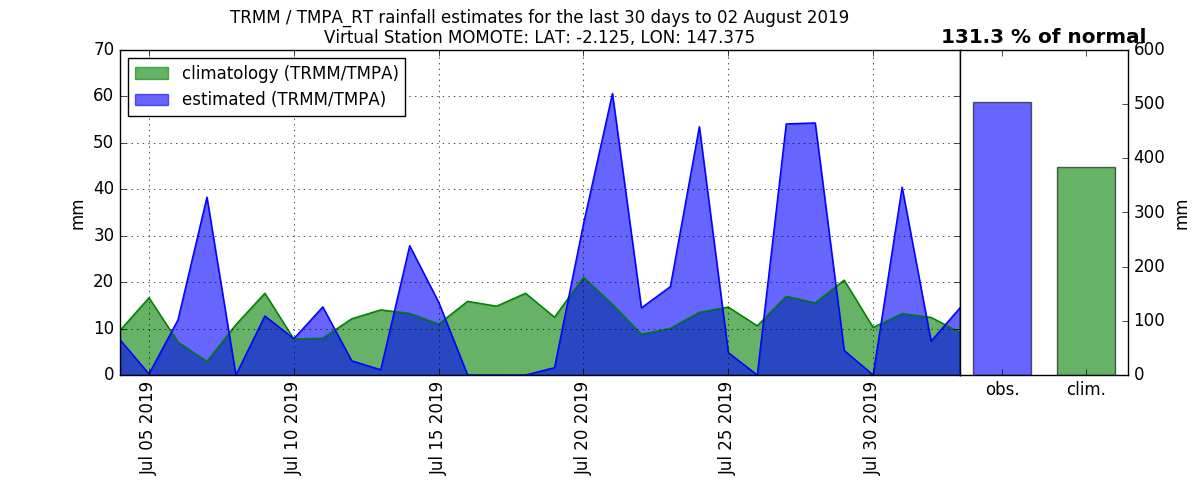 TRMM / TMPA_RT rainfall estimates for the last 30 days to 02 August 2019
Virtual Station MOMOTE: LAT: -2.125, LON: 147.375
131.3 % of normal
climatology (TRMM/TMPA)
estimated (TRMM/TMPA)
mm
70
60
50
40
30
20
10
0
Jul 05 2019
Jul 10 2019
Jul 15 2019
Jul 20 2019
Jul 25 2019
Jul 30 2019
obs.
clim.
600
500
400
300
200
100
0
mm